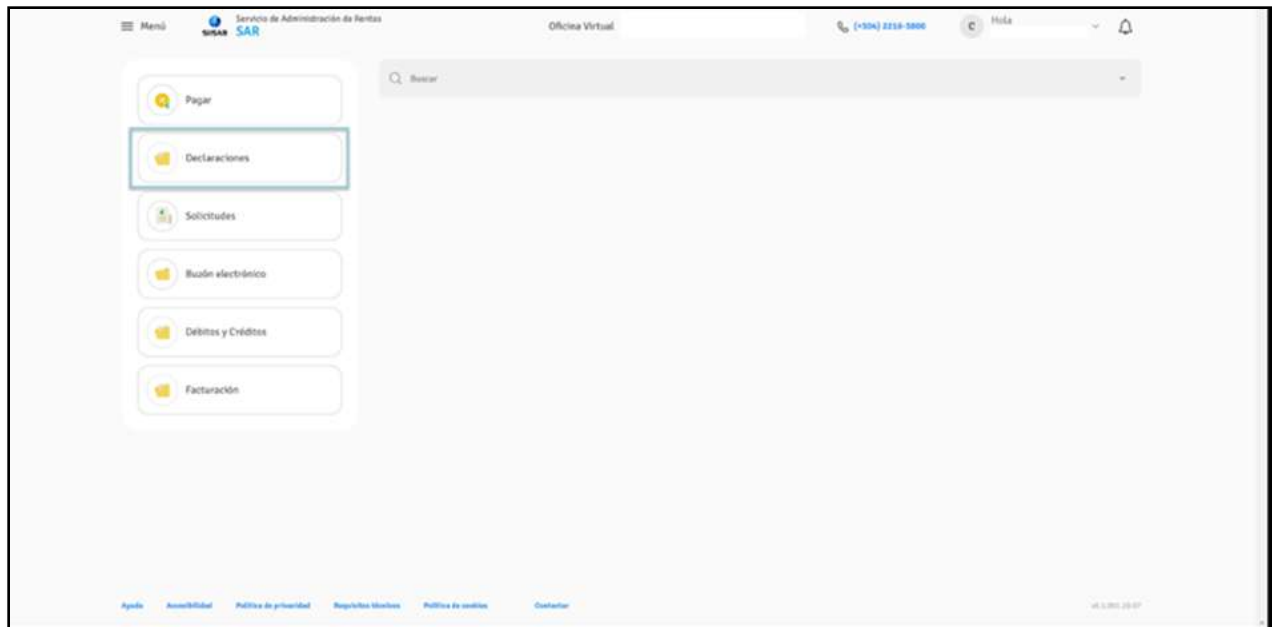 Menú
SISAR
Servicio de Administración de Rentas
SAR
Oficina Virtual
(+504) 2216-5800
C
Hola
Buscar
Pagar
Declaraciones
Solicitudes
Buzón electrónico
Débitos y Créditos
Facturación
Ayuda Accesibilidad Política de privacidad Requisitos técnicos Política de cookies Contactar